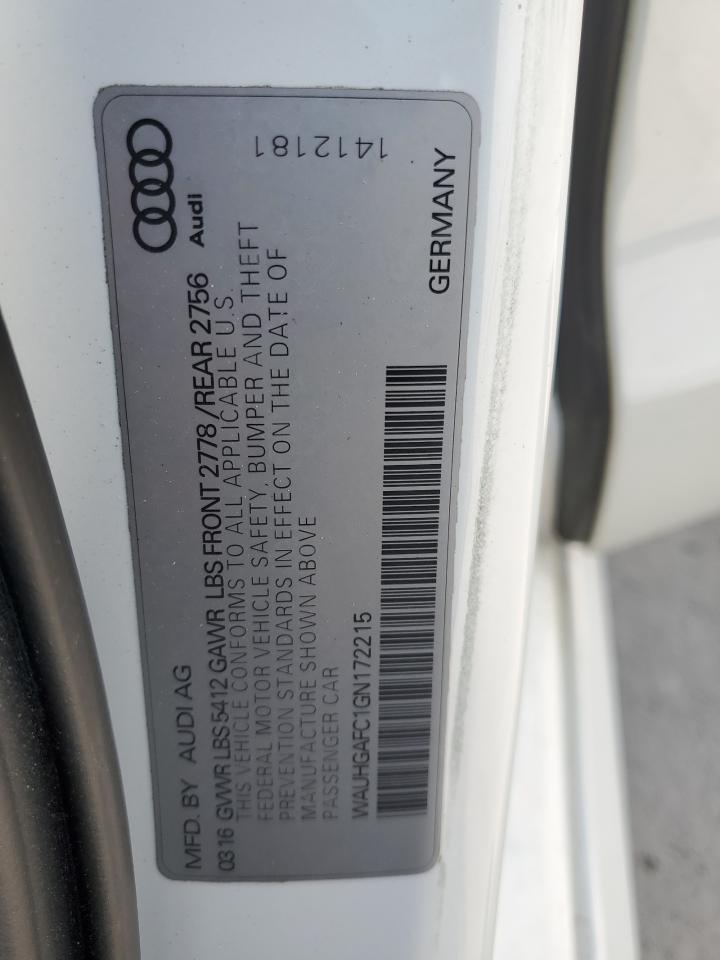 MFD. BY AUDI AG
Audi
0316 GVWR LBS 5412 GAWR LBS FRONT 2778 /REAR 2756
THIS VEHICLE CONFORMS TO ALL APPLICABLE U.S.
FEDERAL MOTOR VEHICLE SAFETY, BUMPER AND THEFT
PREVENTION STANDARDS IN EFFECT ON THE DATE OF
MANUFACTURE SHOWN ABOVE
PASSENGER CAR
WAUHGAFC1GN172215
GERMANY
1412181